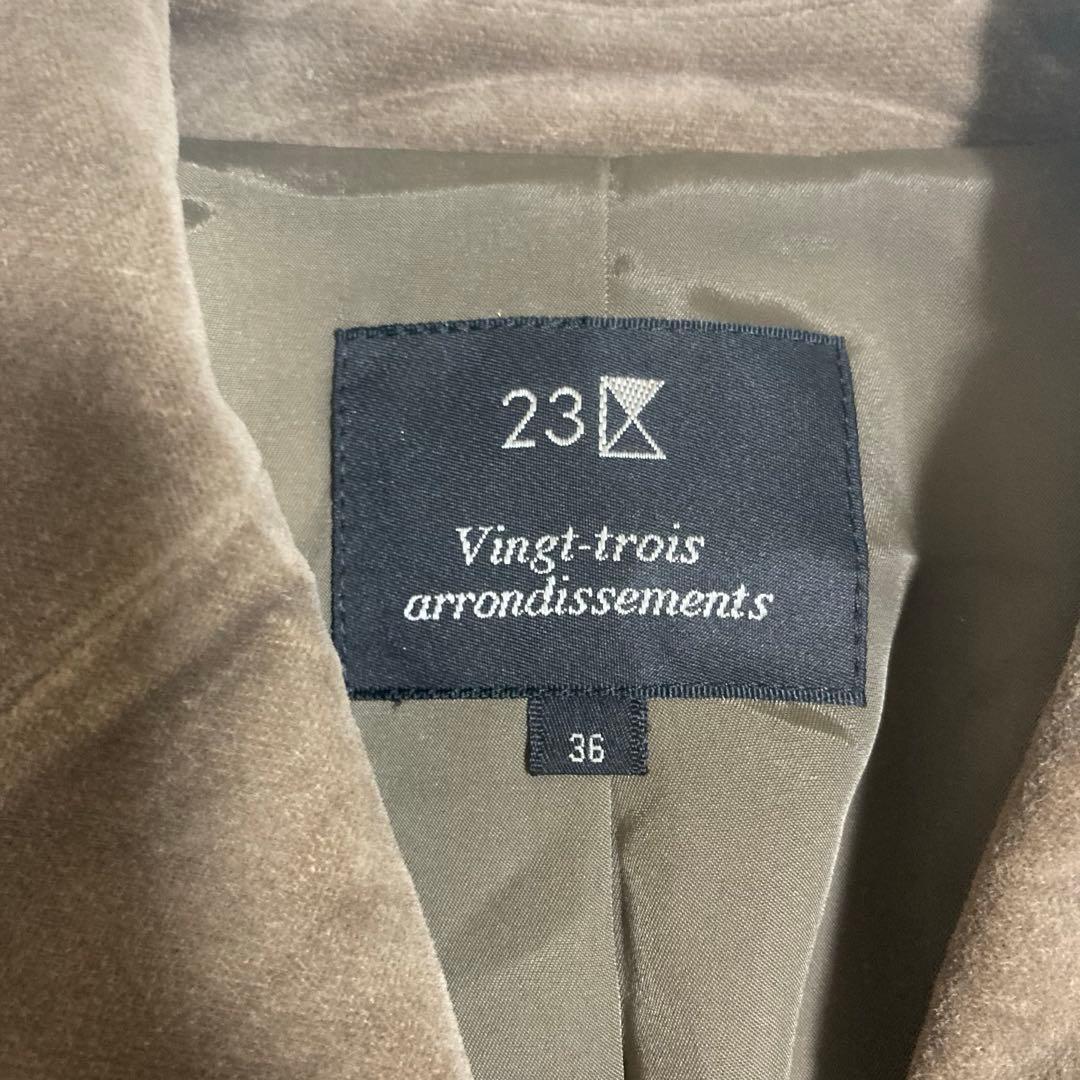 23区
Vingt-trois
arrondissements
36